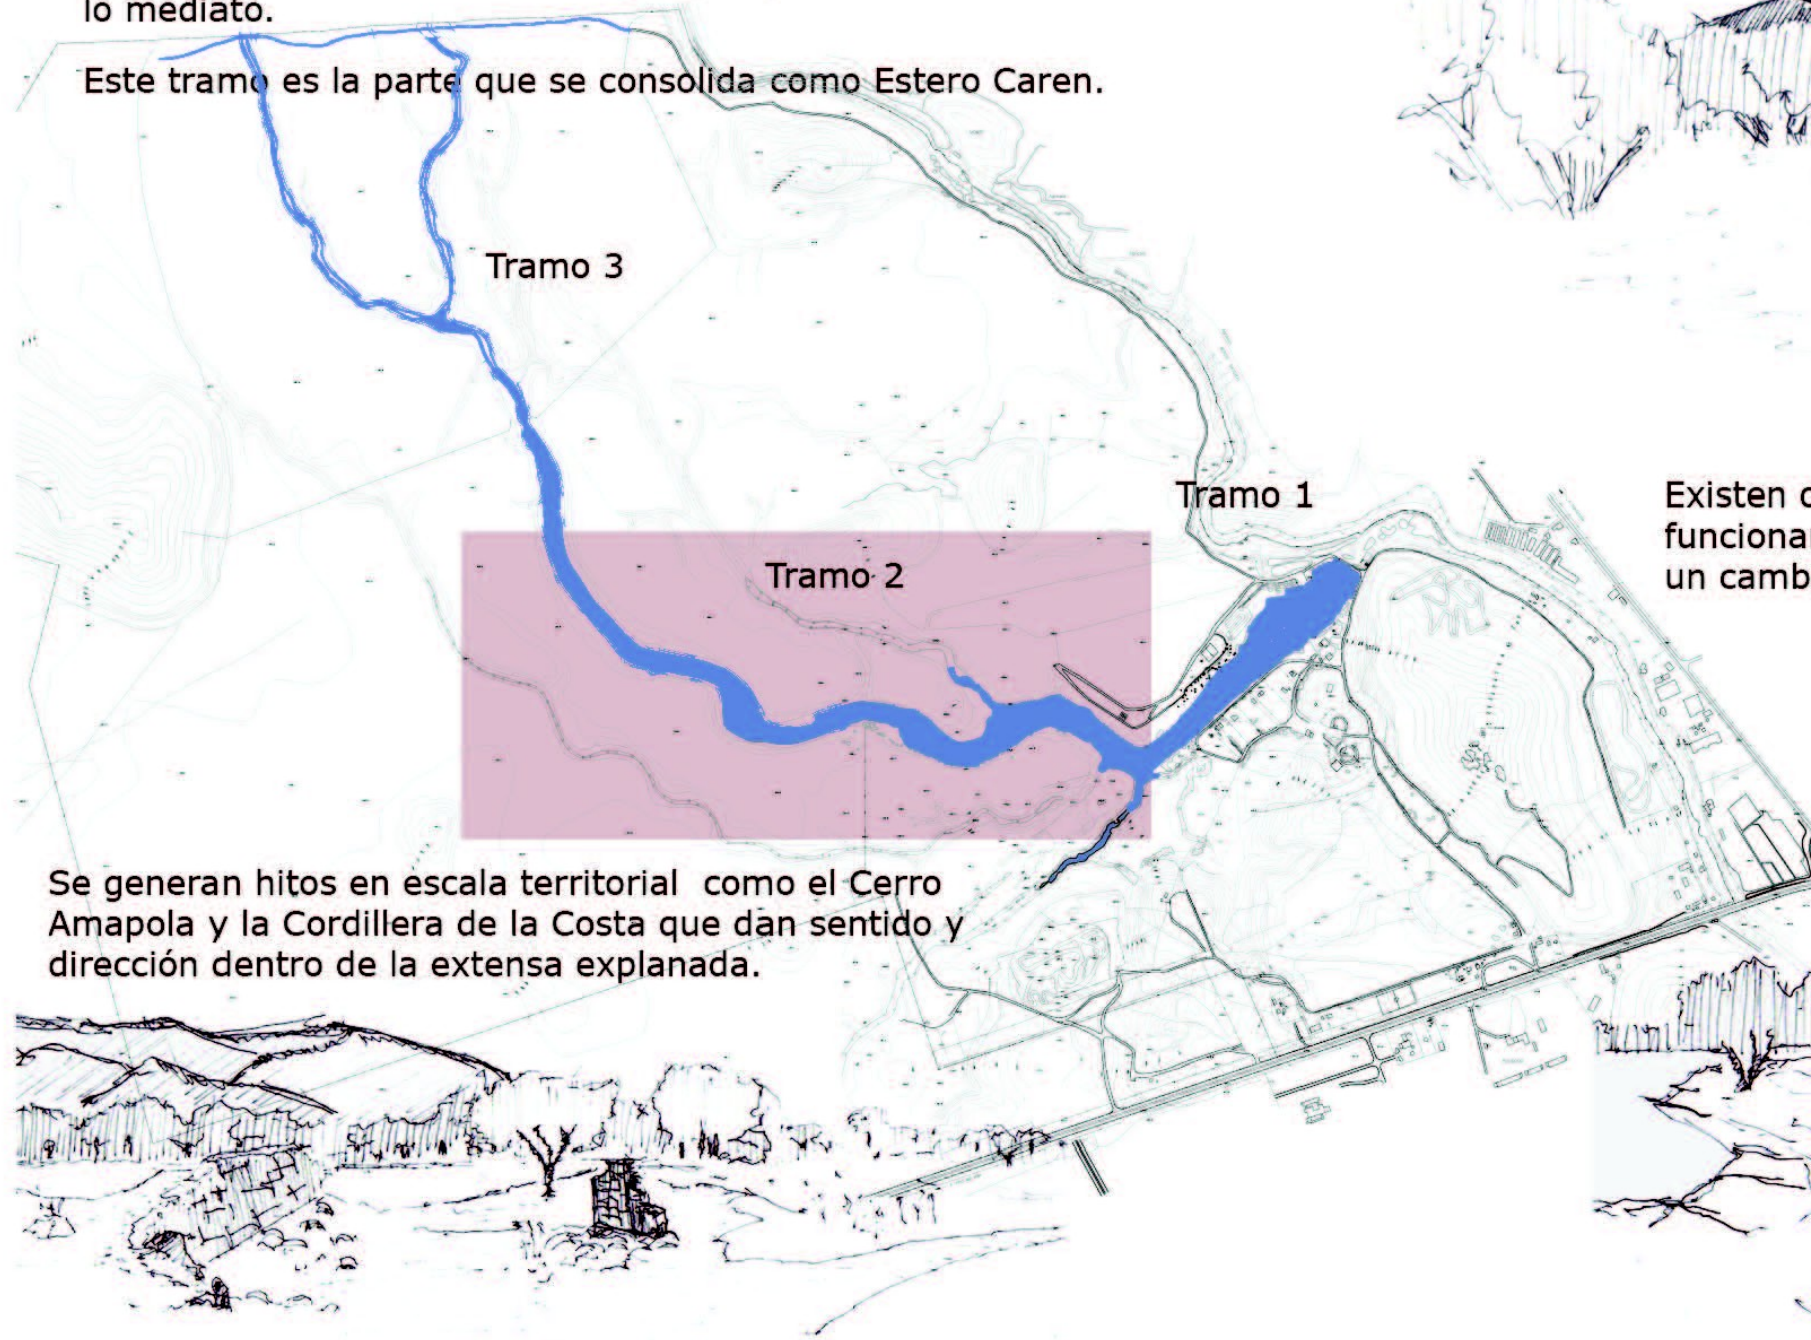 lo mediato.
Este tramo es la parte que se consolida como Estero Caren.
Tramo 3
Tramo 1
Existen
funciona
un camb
Tramo 2
Se generan hitos en escala territorial como el Cerro
Amapola y la Cordillera de la Costa que dan sentido y
dirección dentro de la extensa explanada.